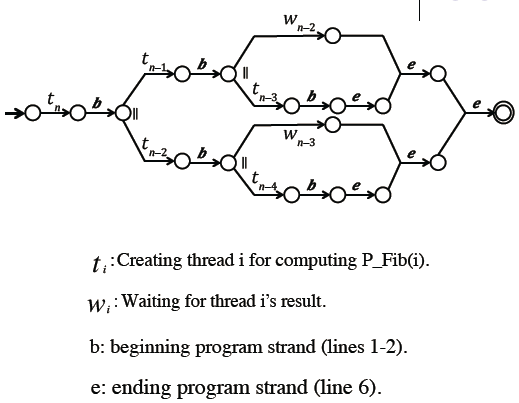 w_{n-2}
t_{n-1} b || e
t_{n-3} b e
t_n b || e
w_{n-3}
t_{n-2} b || e
t_{n-4} b e
t_i : Creating thread i for computing P_Fib(i).
w_i : Waiting for thread i's result.
b: beginning program strand (lines 1-2).
e: ending program strand (line 6).